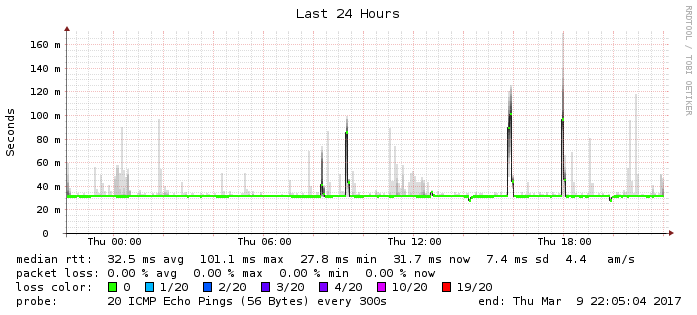 Last 24 Hours
RRDTOOL / TOBI OETIKER
Seconds
160 m
140 m
120 m
100 m
80 m
60 m
40 m
20 m
0
Thu 00:00 Thu 06:00 Thu 12:00 Thu 18:00
median rtt: 32.5 ms avg 101.1 ms max 27.8 ms min 31.7 ms now 7.4 ms sd 4.4 am/s
packet loss: 0.00 % avg 0.00 % max 0.00 % min 0.00 % now
loss color: 0 1/20 2/20 3/20 4/20 10/20 19/20
probe: 20 ICMP Echo Pings (56 Bytes) every 300s end: Thu Mar 9 22:05:04 2017